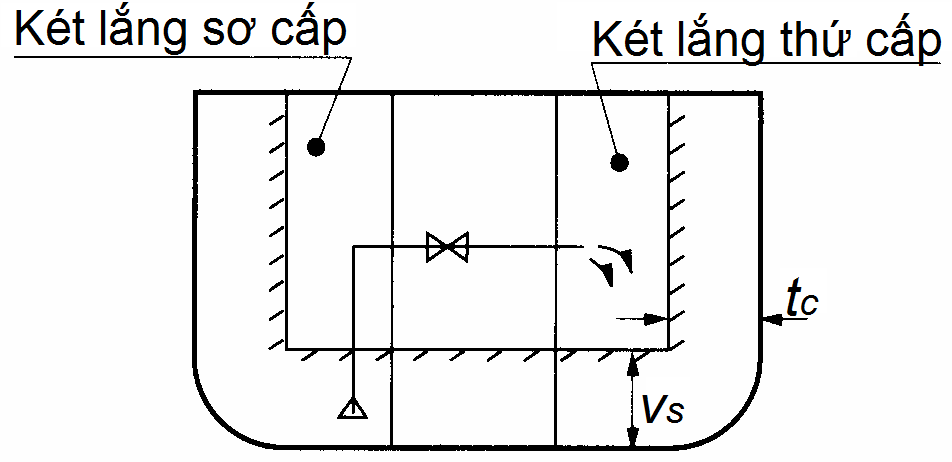 Két lắng sơ cấp
Két lắng thứ cấp
tc
vs